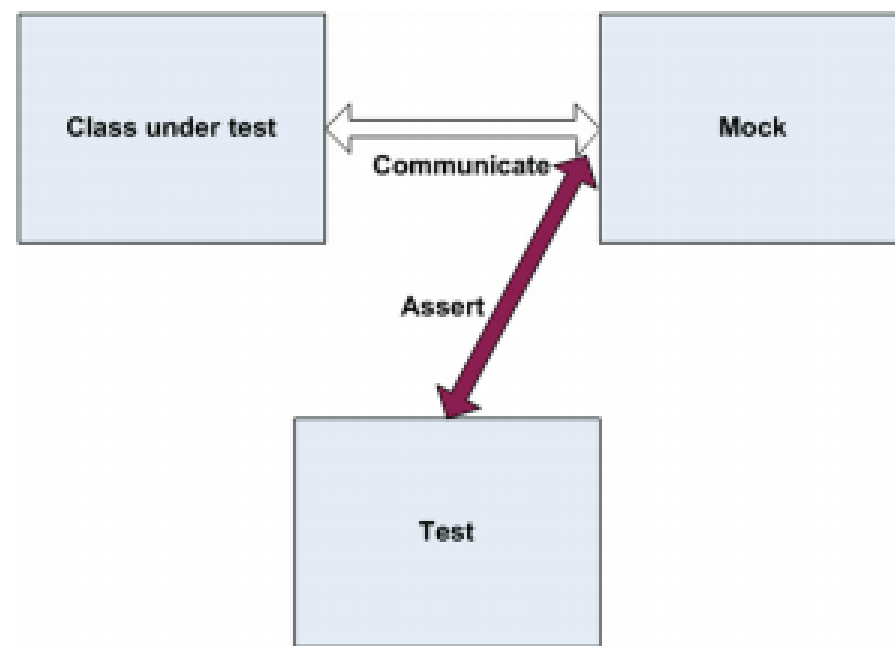 Class under test
Mock
Communicate
Assert
Test